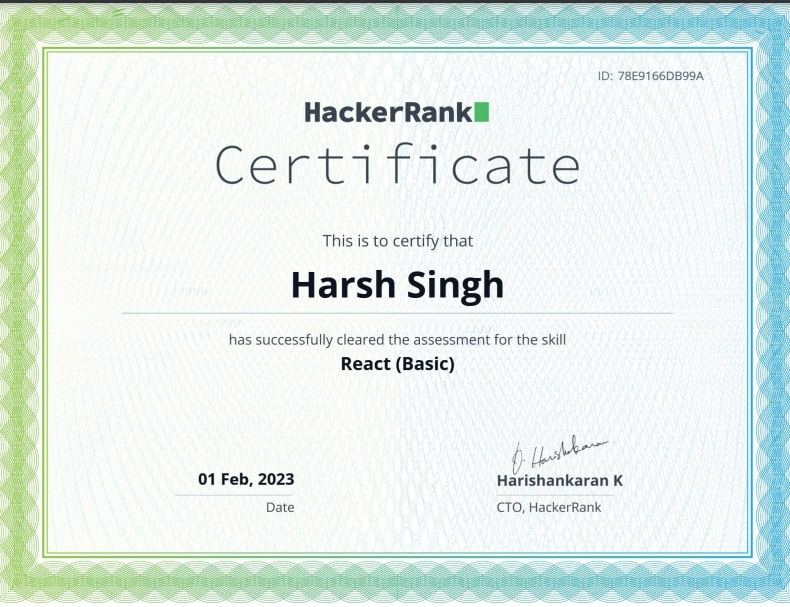 ID: 78E9166DB99A
HackerRank
Certificate
This is to certify that
Harsh Singh
has successfully cleared the assessment for the skill
React (Basic)
01 Feb, 2023
Date
Harishankaran
Harishankaran K
CTO, HackerRank